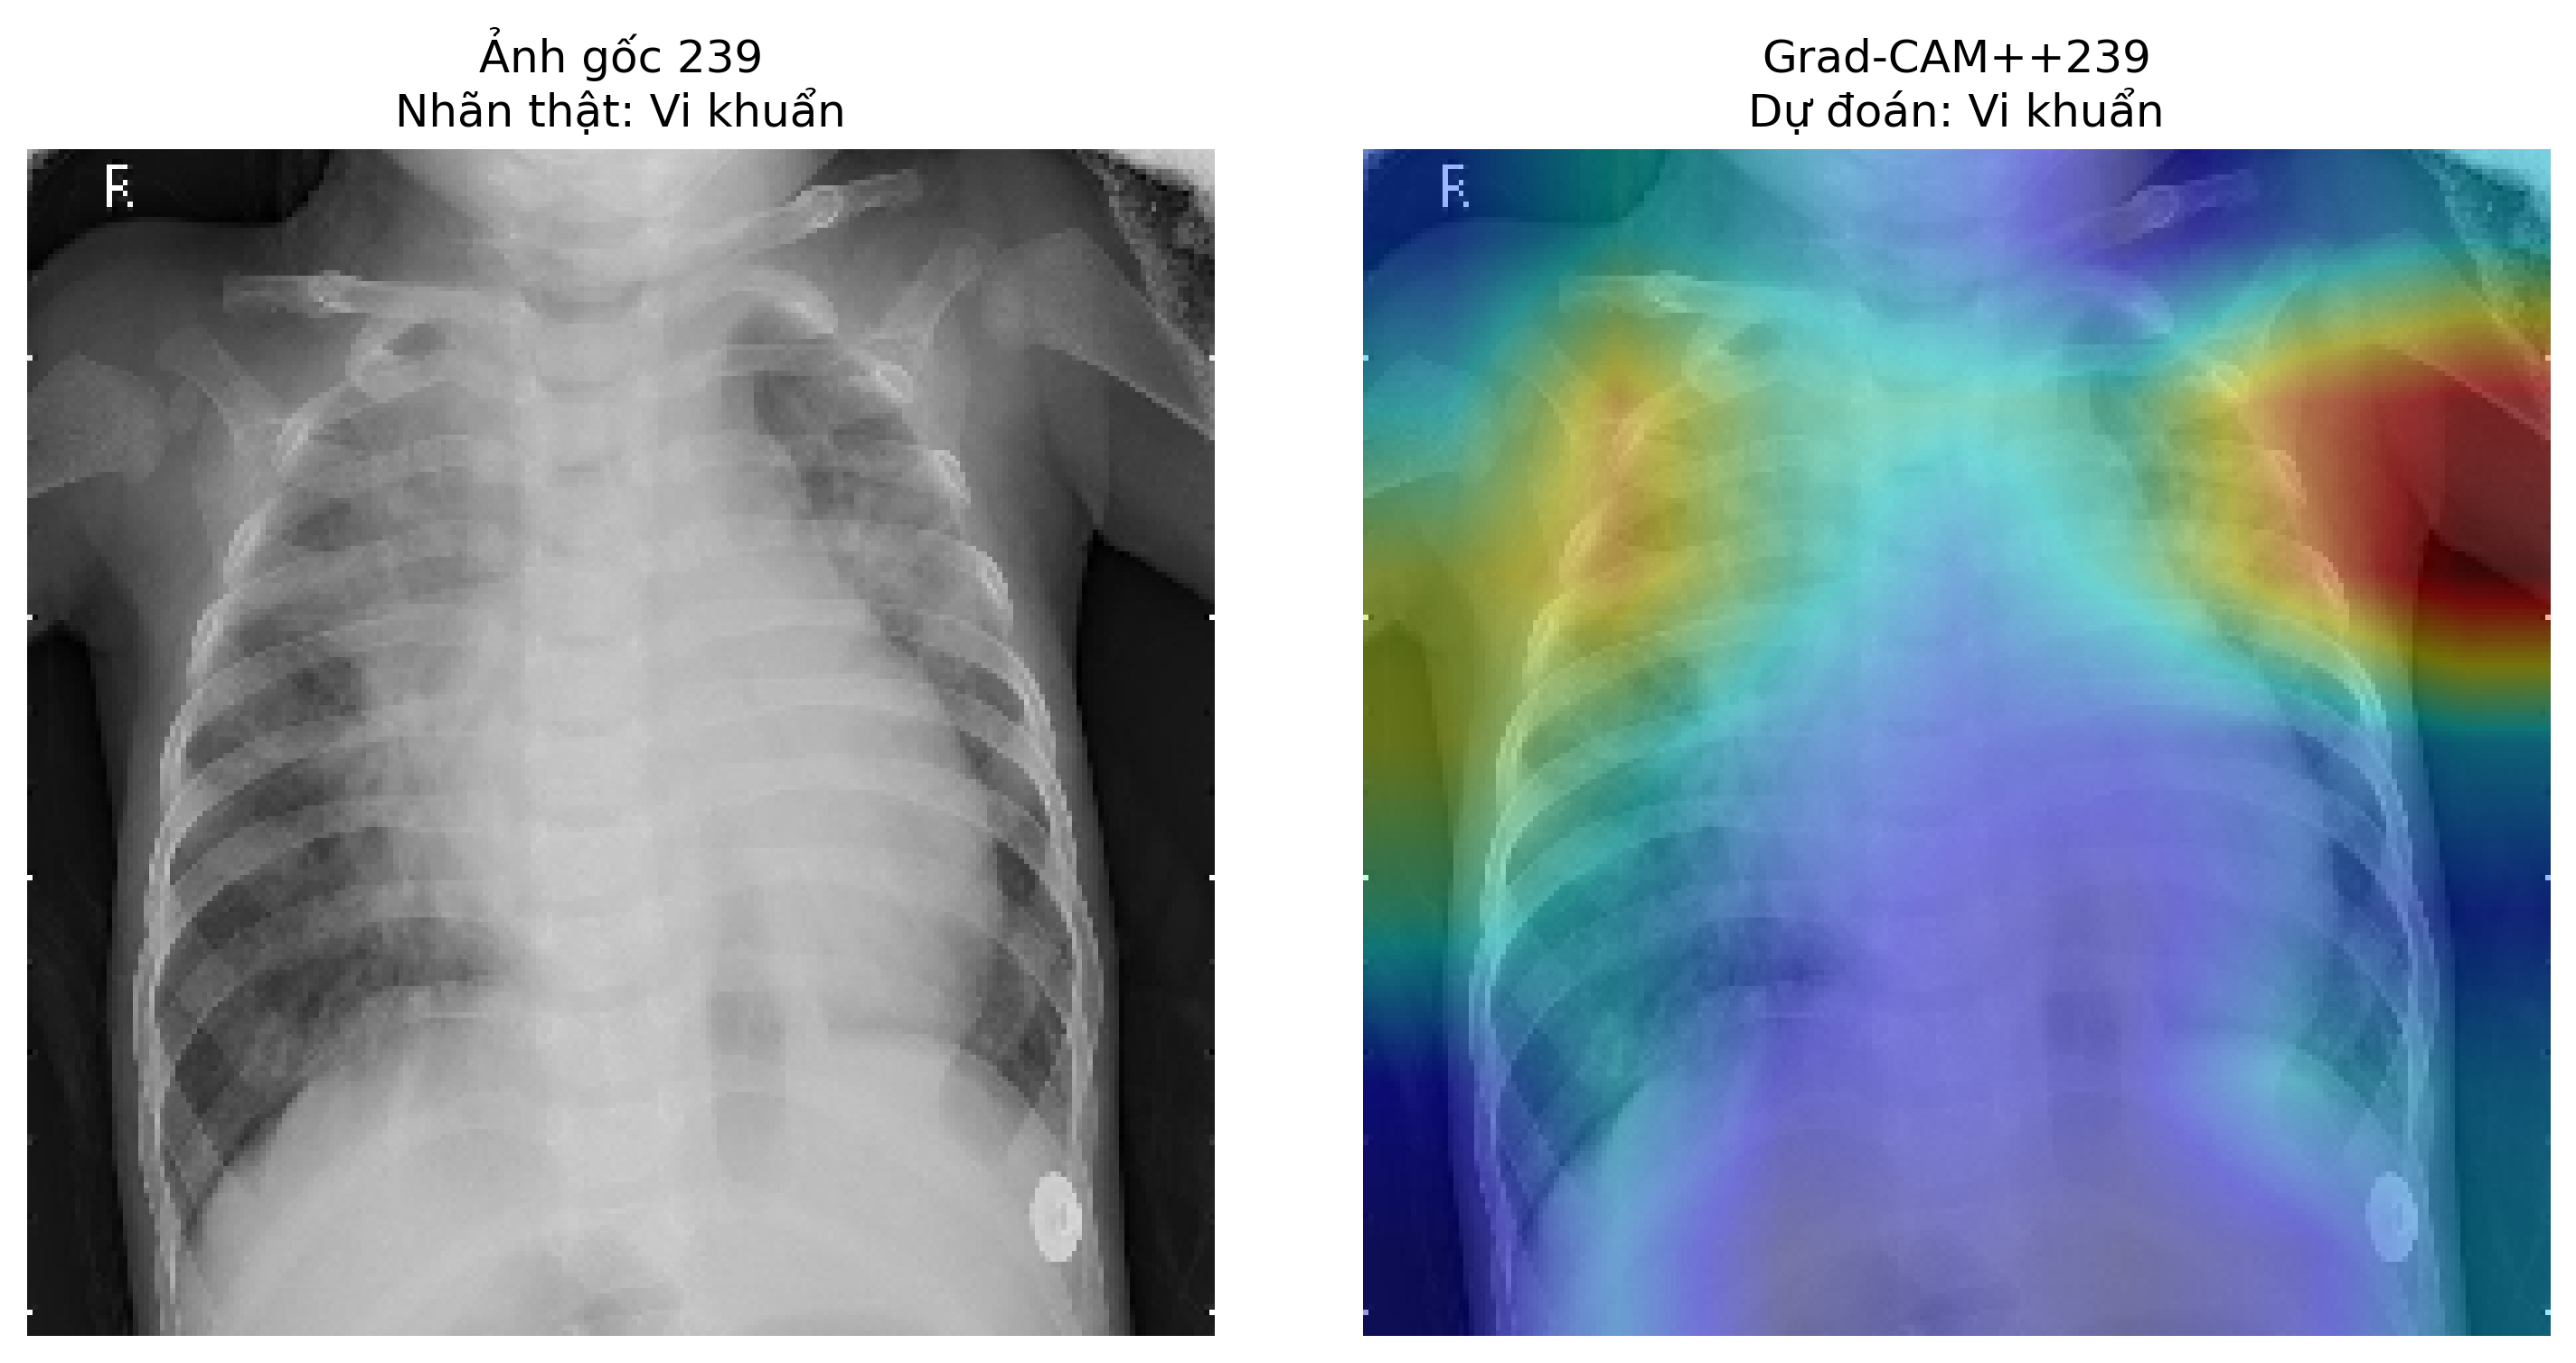 Ảnh gốc 239
Nhãn thật: Vi khuẩn
Grad-CAM++239
Dự đoán: Vi khuẩn
R
R